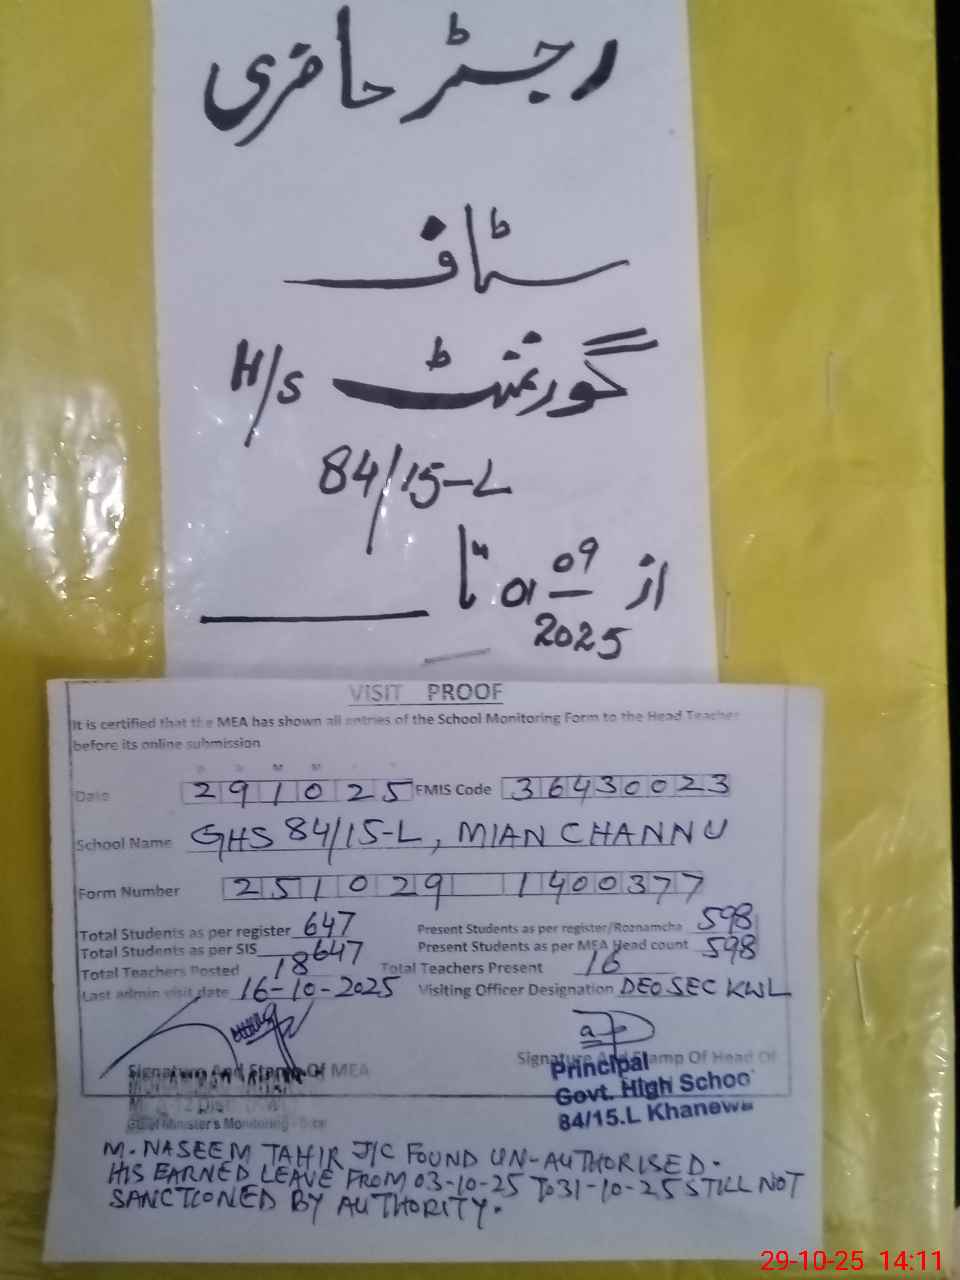 رجسٹر حاضری
سٹاف
گورنمنٹ H/S
84/15-L
از 01 09/2025 تا
VISIT PROOF
It is certified that the MEA has shown all entries of the School Monitoring Form to the Head Teacher
before its online submission
Date 291025 EMIS Code 36430023
School Name GHS 84/15-L, MIAN CHANNU
Form Number 251029 1400377
Total Students as per register 647 Present Students as per register/Roznamcha 598
Total Students as per SIS 647 Present Students as per MEA Head count 598
Total Teachers Posted 18 Total Teachers Present 16
Last admin visit date 16-10-2025 Visiting Officer Designation DEO SEC KWL
Signature And Stamp Of MEA Signature And Stamp Of Head Of
Principal
Govt. High School
84/15.L Khanewa
M. NASEEM TAHIR J/C FOUND UN-AUTHORISED.
HIS EARNED LEAVE FROM 03-10-25 TO 31-10-25 STILL NOT
SANCTIONED BY AUTHORITY.
29-10-25 14:11